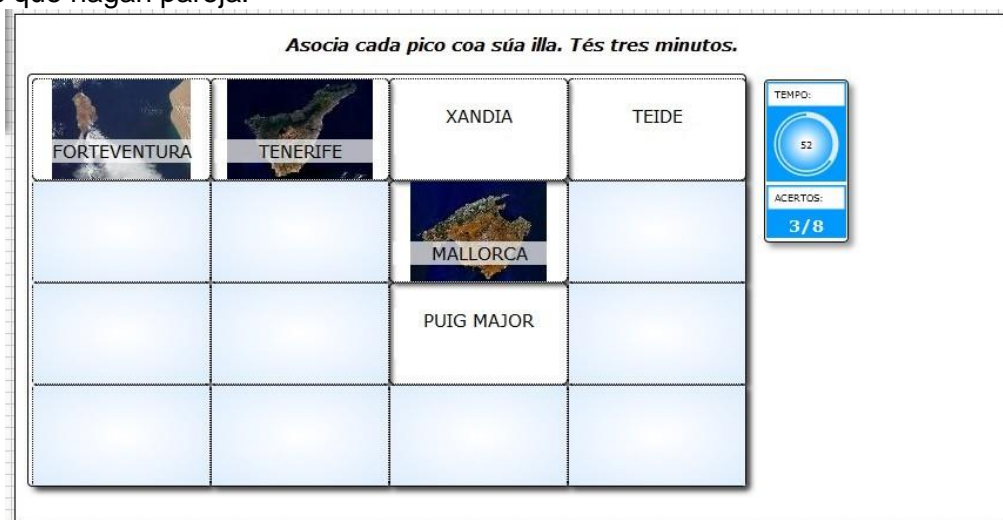 que hagan pareja.
Asocia cada pico coa súa illa. Tés tres minutos.
FORTEVENTURA
TENERIFE
XANDIA
TEIDE
TEMPO:
52
ACERTOS:
3/8
MALLORCA
PUIG MAJOR